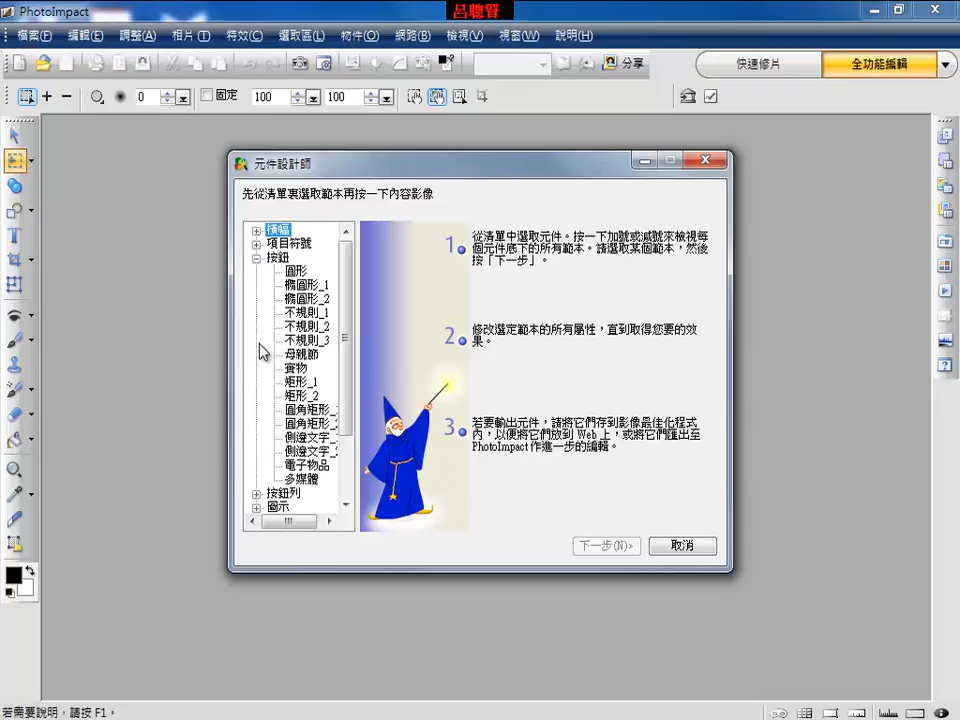 PhotoImpact
呂聰賢
檔案(F) 編輯(E) 調整(A) 相片(I) 特效(C) 選取區(L) 物件(O) 網路(B) 檢視(V) 視窗(W) 說明(H)
分享
快速修片
全功能編輯
0
固定
100
100
元件設計師
先從清單裏選取範本再按一下內容影像
橫幅
項目符號
按鈕
圓形
橢圓形_1
橢圓形_2
不規則_1
不規則_2
不規則_3
母親節
實物
矩形_1
矩形_2
圓角矩形_
圓角矩形_
側邊文字_
側邊文字_
電子物品
多媒體
按鈕列
圖示
1
從清單中選取元件。按一下加號或減號來檢視每
個元件底下的所有範本。請選取某個範本，然後
按「下一步」。
2
修改選定範本的所有屬性，直到取得您要的效
果。
3
若要輸出元件，請將它們存到影像最佳化程式
內，以便將它們放到 Web 上，或將它們匯出至
PhotoImpact 作進一步的編輯。
下一步(N)>
取消
若需要說明，請按 F1。